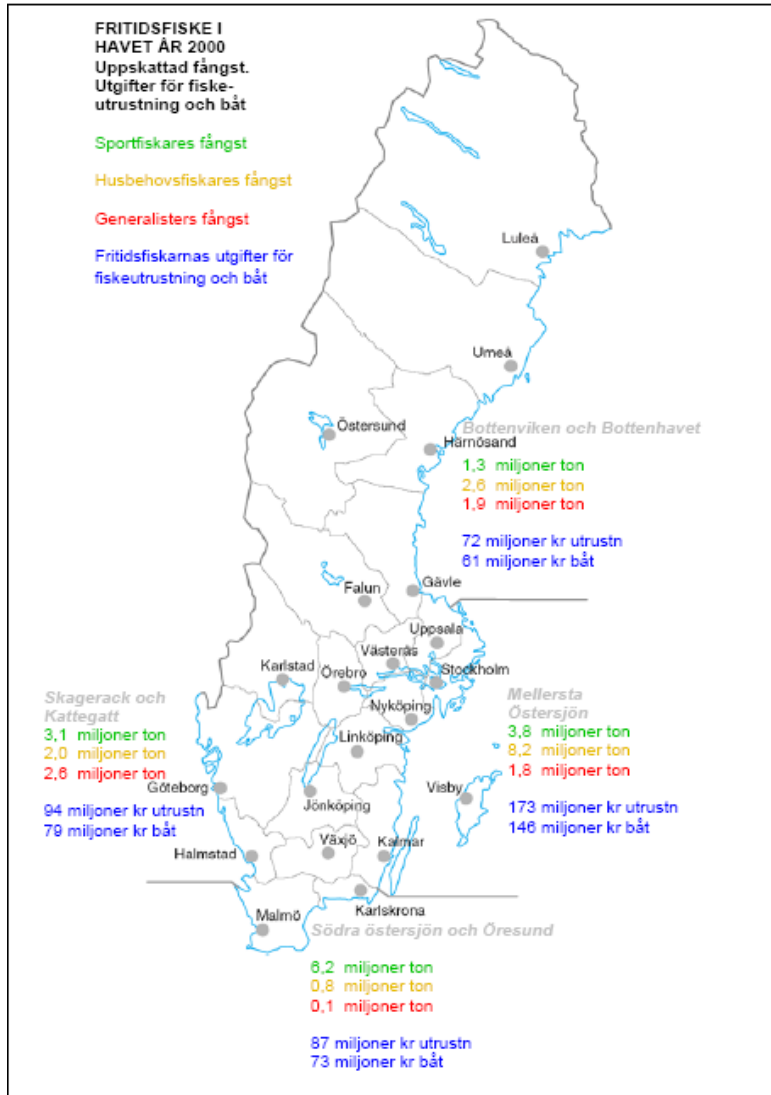 FRITIDSFISKE I
HAVET ÅR 2000
Uppskattad fångst.
Utgifter för fiske-
utrustning och båt
Sportfiskares fångst
Husbehovsfiskares fångst
Generalisters fångst
Fritidsfiskarnas utgifter för
fiskeutrustning och båt
Luleå
Umeå
Östersund
Bottenviken och Bottenhavet
Härnösand
1,3 miljoner ton
2,6 miljoner ton
1,9 miljoner ton
72 miljoner kr utrustn
61 miljoner kr båt
Gävle
Falun
Uppsala
Västerås
Karlstad
Örebro
Stockholm
Nyköping
Linköping
Skagerack och
Kattegatt
3,1 miljoner ton
2,0 miljoner ton
2,6 miljoner ton
Göteborg
94 miljoner kr utrustn
79 miljoner kr båt
Mellersta
Östersjön
3,8 miljoner ton
8,2 miljoner ton
1,8 miljoner ton
Visby
173 miljoner kr utrustn
146 miljoner kr båt
Jönköping
Växjö
Kalmar
Halmstad
Karlskrona
Malmö
Södra östersjön och Öresund
6,2 miljoner ton
0,8 miljoner ton
0,1 miljoner ton
87 miljoner kr utrustn
73 miljoner kr båt